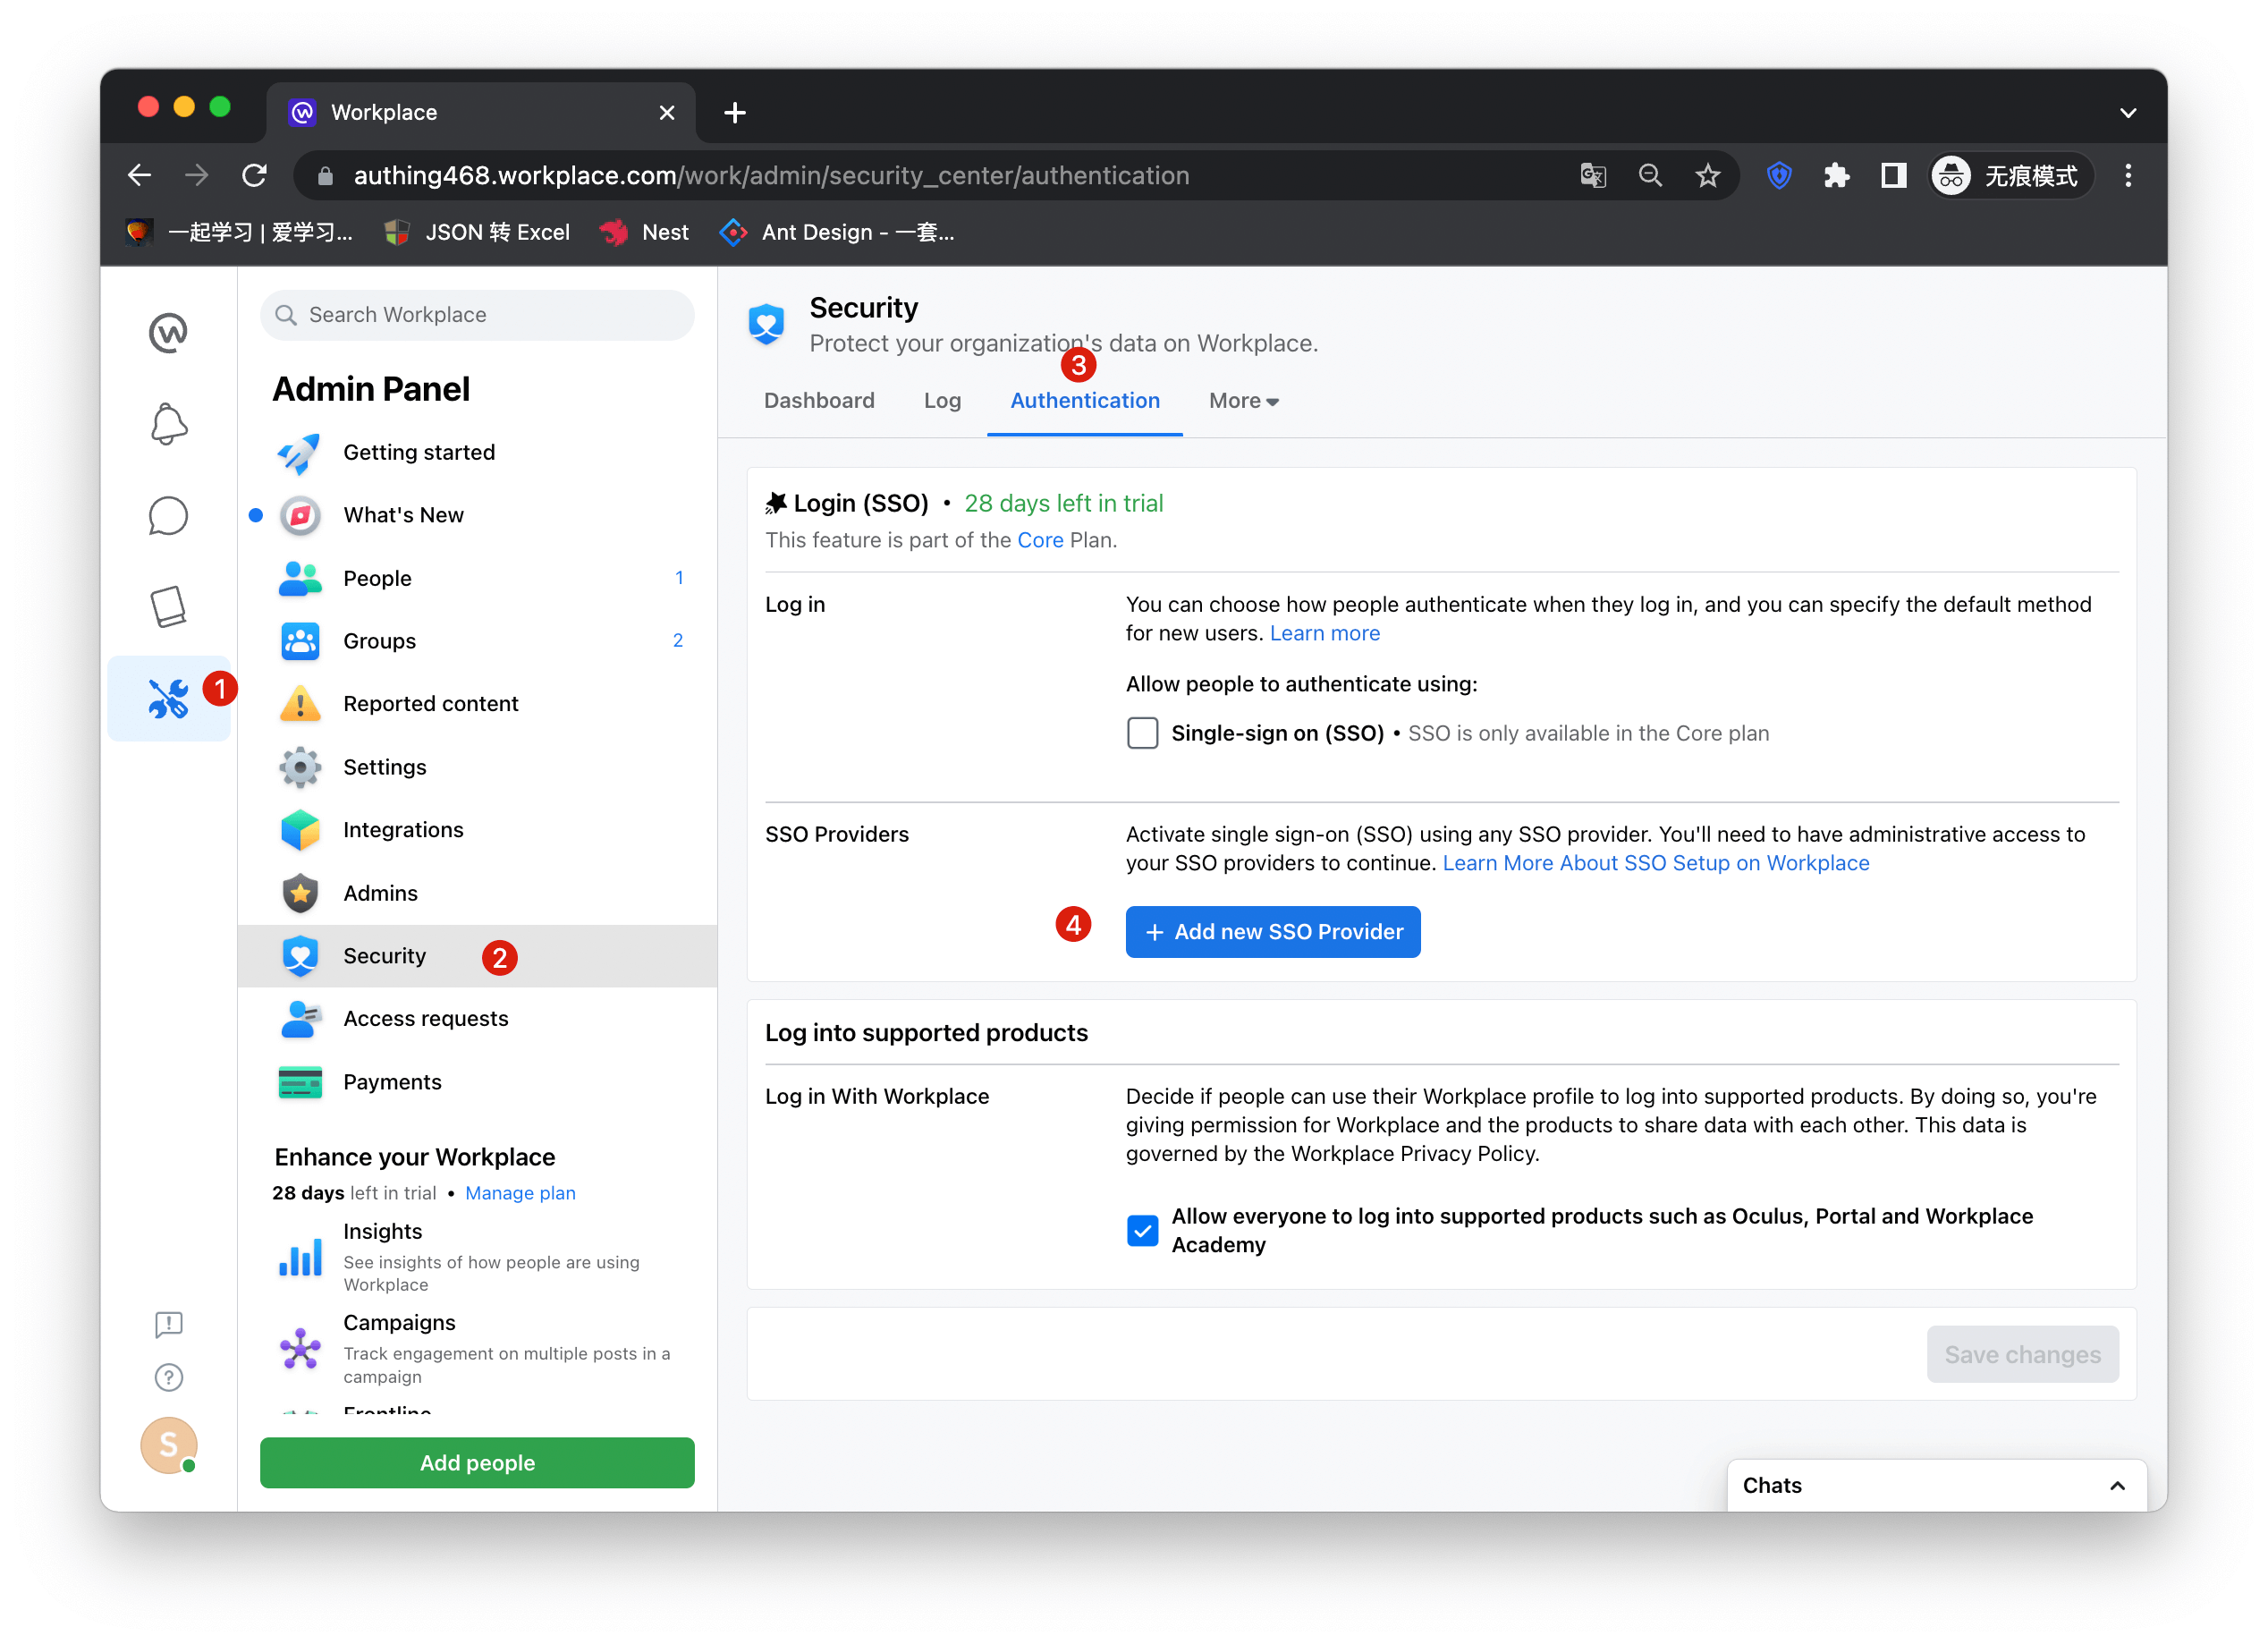 Workplace
authing468.workplace.com/work/admin/security_center/authentication
无痕模式
一起学习 | 爱学习...
JSON 转 Excel
Nest
Ant Design - 一套...
Search Workplace
Admin Panel
Getting started
What's New
People 1
Groups 2
1
Reported content
Settings
Integrations
Admins
Security 2
Access requests
Payments
Enhance your Workplace
28 days left in trial • Manage plan
Insights
See insights of how people are using
Workplace
Campaigns
Track engagement on multiple posts in a
campaign
Frontline
S
Add people
Security
Protect your organization's data on Workplace.
3
Dashboard Log Authentication More
Login (SSO) • 28 days left in trial
This feature is part of the Core Plan.
Log in
You can choose how people authenticate when they log in, and you can specify the default method
for new users. Learn more
Allow people to authenticate using:
Single-sign on (SSO) • SSO is only available in the Core plan
SSO Providers
Activate single sign-on (SSO) using any SSO provider. You'll need to have administrative access to
your SSO providers to continue. Learn More About SSO Setup on Workplace
4
+ Add new SSO Provider
Log into supported products
Log in With Workplace
Decide if people can use their Workplace profile to log into supported products. By doing so, you're
giving permission for Workplace and the products to share data with each other. This data is
governed by the Workplace Privacy Policy.
Allow everyone to log into supported products such as Oculus, Portal and Workplace
Academy
Save changes
Chats